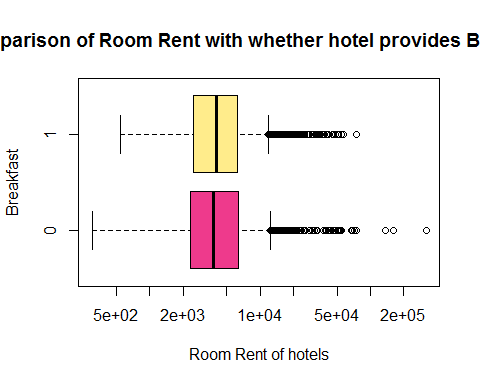 parison of Room Rent with whether hotel provides B
Breakfast
1
0
5e+02 2e+03 1e+04 5e+04 2e+05
Room Rent of hotels